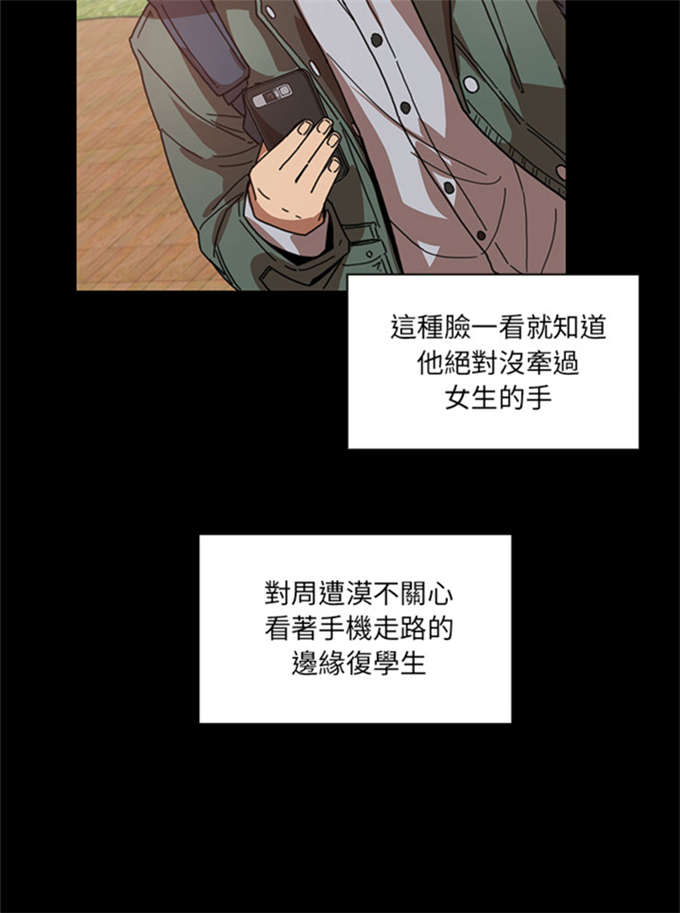 這種臉一看就知道
他絕對沒牽過
女生的手
對周遭漠不關心
看著手機走路的
邊緣復學生